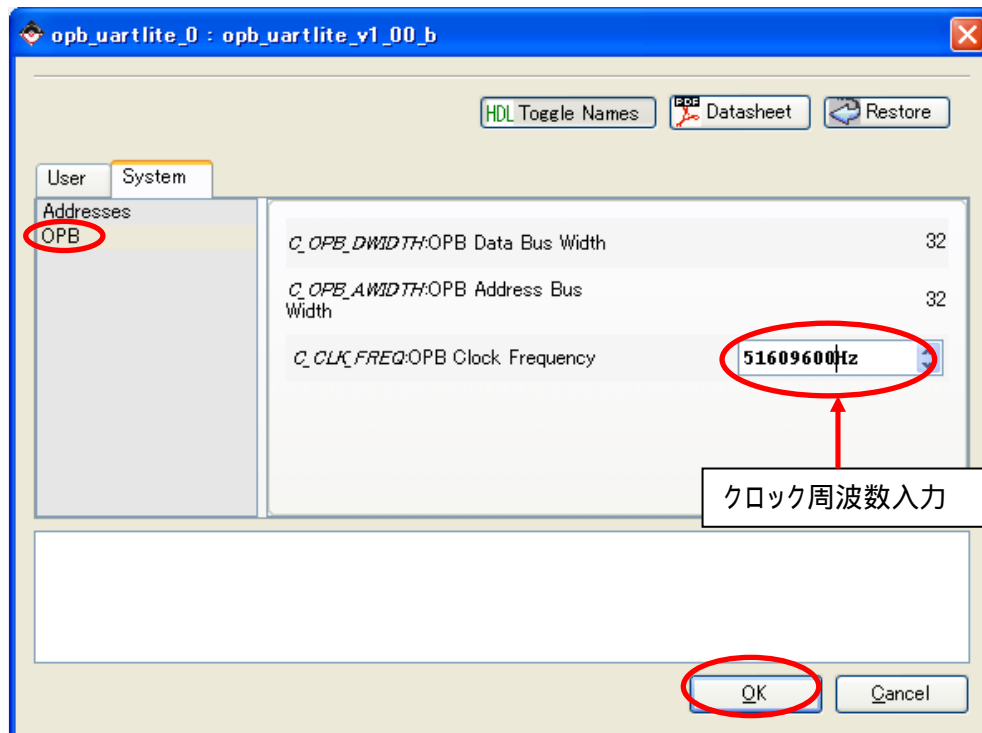 opb_uartlite_0 : opb_uartlite_v1_00_b
HDL Toggle Names
PDF Datasheet
Restore
User
System
Addresses
OPB
C_OPB_DWIDTH:OPB Data Bus Width
32
C_OPB_AWIDTH:OPB Address Bus
Width
32
C_CLK_FREQ:OPB Clock Frequency
51609600Hz
クロック周波数入力
OK
Cancel